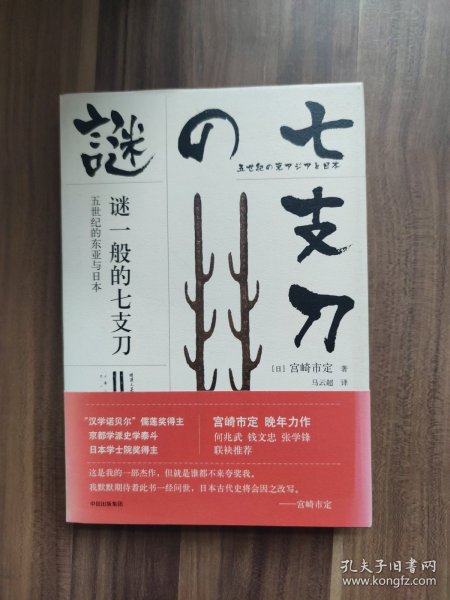 七支刀
の
謎
五世紀の東アジアと日本
谜一般的七支刀
五世纪的东亚与日本
[日] 宫崎市定 著
马云超 译
“汉学诺贝尔”儒莲奖得主
京都学派史学泰斗
日本学士院奖得主
宫崎市定 晚年力作
何兆武 钱文忠 张学锋
联袂推荐
这是我的一部杰作，但就是谁都不来夸奖我。
我默默期待着此书一经问世，日本古代史将会因之改写。
——宫崎市定
中信出版集团
孔夫子旧书网
www.kongfz.com